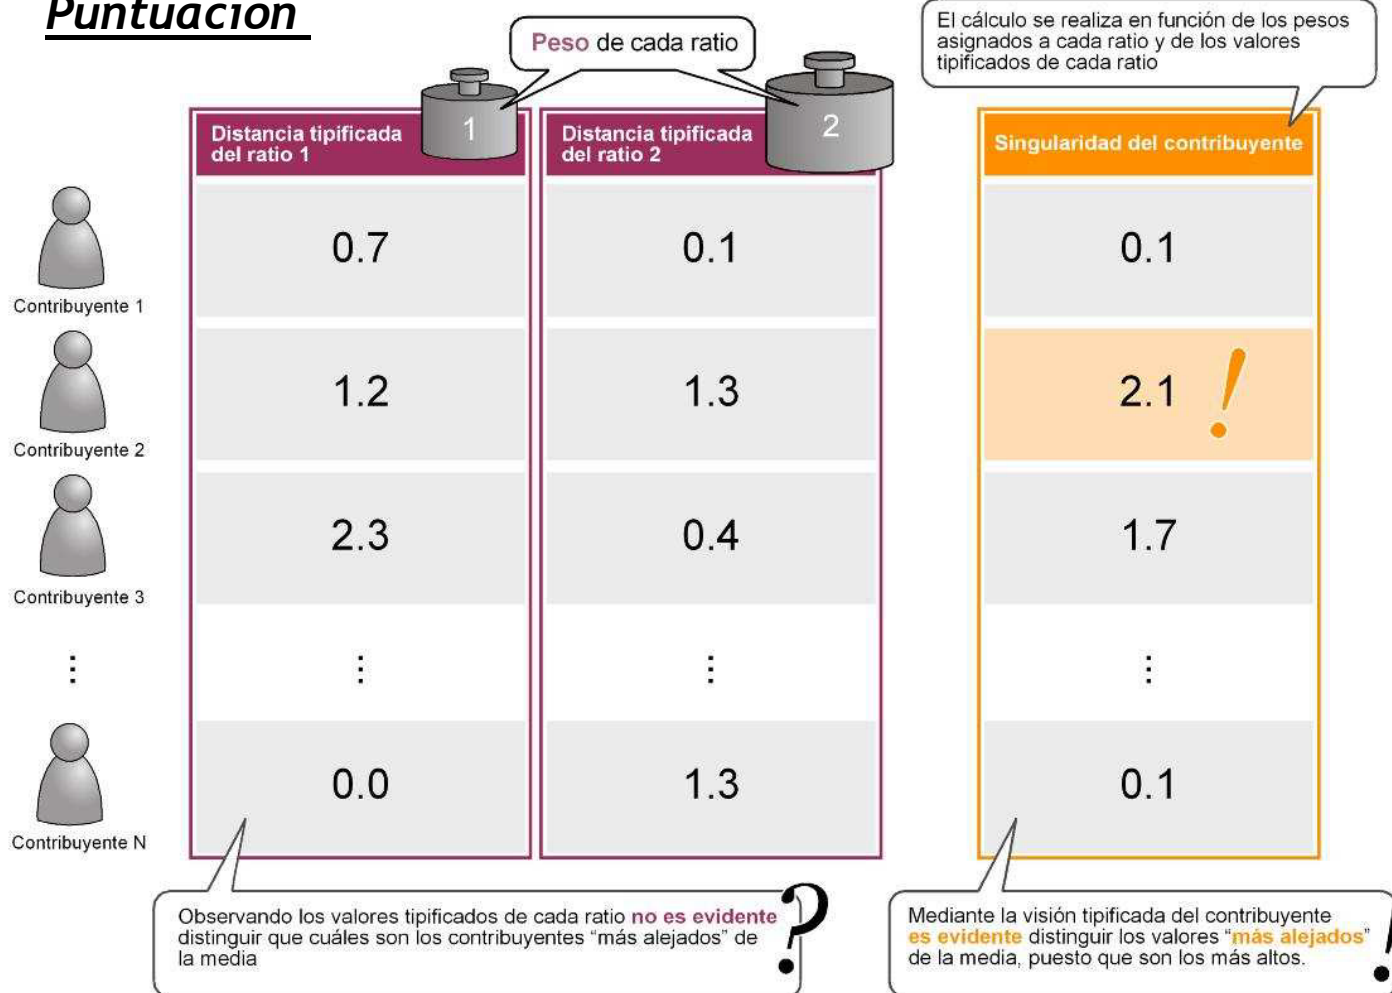 Puntuación
Peso de cada ratio
El cálculo se realiza en función de los pesos
asignados a cada ratio y de los valores
tipificados de cada ratio
1
2
Distancia tipificada
del ratio 1
Distancia tipificada
del ratio 2
Singularidad del contribuyente
0.7
0.1
0.1
Contribuyente 1
1.2
1.3
2.1 !
Contribuyente 2
2.3
0.4
1.7
Contribuyente 3
⋮ ⋮ ⋮ ⋮
0.0
1.3
0.1
Contribuyente N
Observando los valores tipificados de cada ratio no es evidente
distinguir que cuáles son los contribuyentes “más alejados” de
la media
?
Mediante la visión tipificada del contribuyente
es evidente distinguir los valores “más alejados”
de la media, puesto que son los más altos.
!